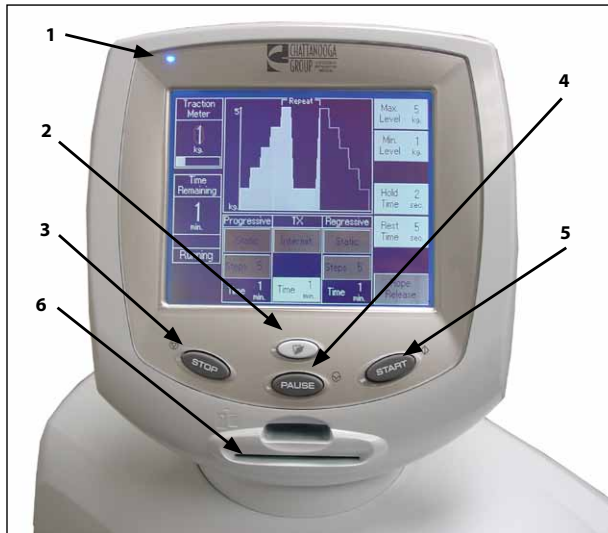 1
2
3
4
5
6
CHATTANOOGA
GROUP
Traction
Meter
1
kg.
Time
Remaining
1
min.
Running
Repeat
5
kg.
Max. 5
Level kg.
Min. 1
Level kg.
Hold 2
Time sec.
Rest 5
Time sec.
Rope
Release
Progressive TX Regressive
Static Intermit. Static
Steps 5 Steps 5
Time 1 min. Time 1 min. Time 1 min.
STOP
PAUSE
START